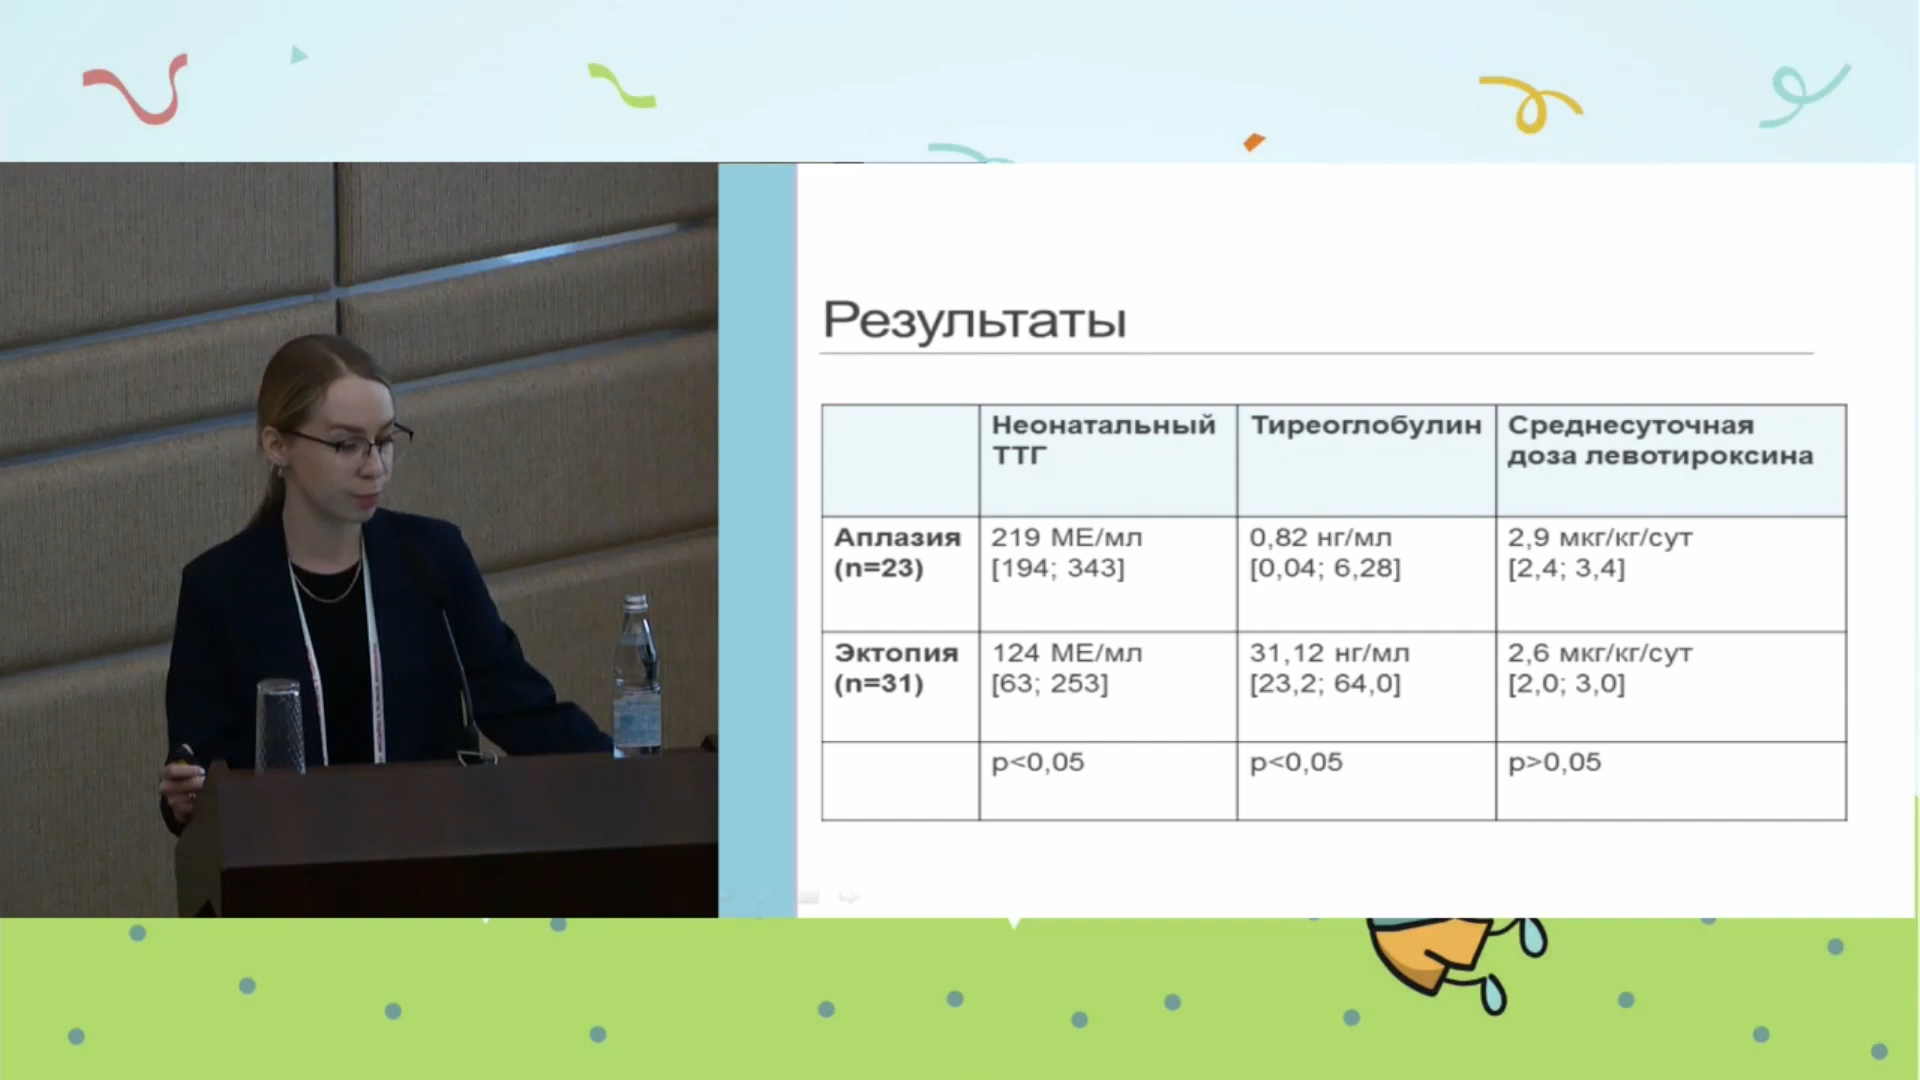 Результаты
Неонатальный
ТТГ
Тиреоглобулин
Среднесуточная
доза левотироксина
Аплазия
(n=23)
219 МЕ/мл
[194; 343]
0,82 нг/мл
[0,04; 6,28]
2,9 мкг/кг/сут
[2,4; 3,4]
Эктопия
(n=31)
124 МЕ/мл
[63; 253]
31,12 нг/мл
[23,2; 64,0]
2,6 мкг/кг/сут
[2,0; 3,0]
p<0,05
p<0,05
p>0,05